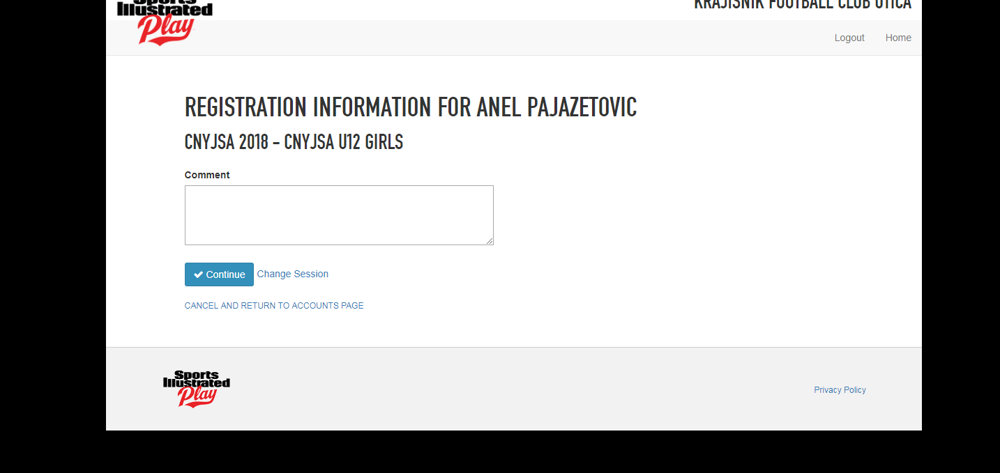 Sports
Illustrated
Play
KRAJISNIK FOOTBALL CLUB UTICA
Logout Home
REGISTRATION INFORMATION FOR ANEL PAJAZETOVIC
CNYJSA 2018 - CNYJSA U12 GIRLS
Comment
Continue Change Session
CANCEL AND RETURN TO ACCOUNTS PAGE
Sports
Illustrated
Play
Privacy Policy